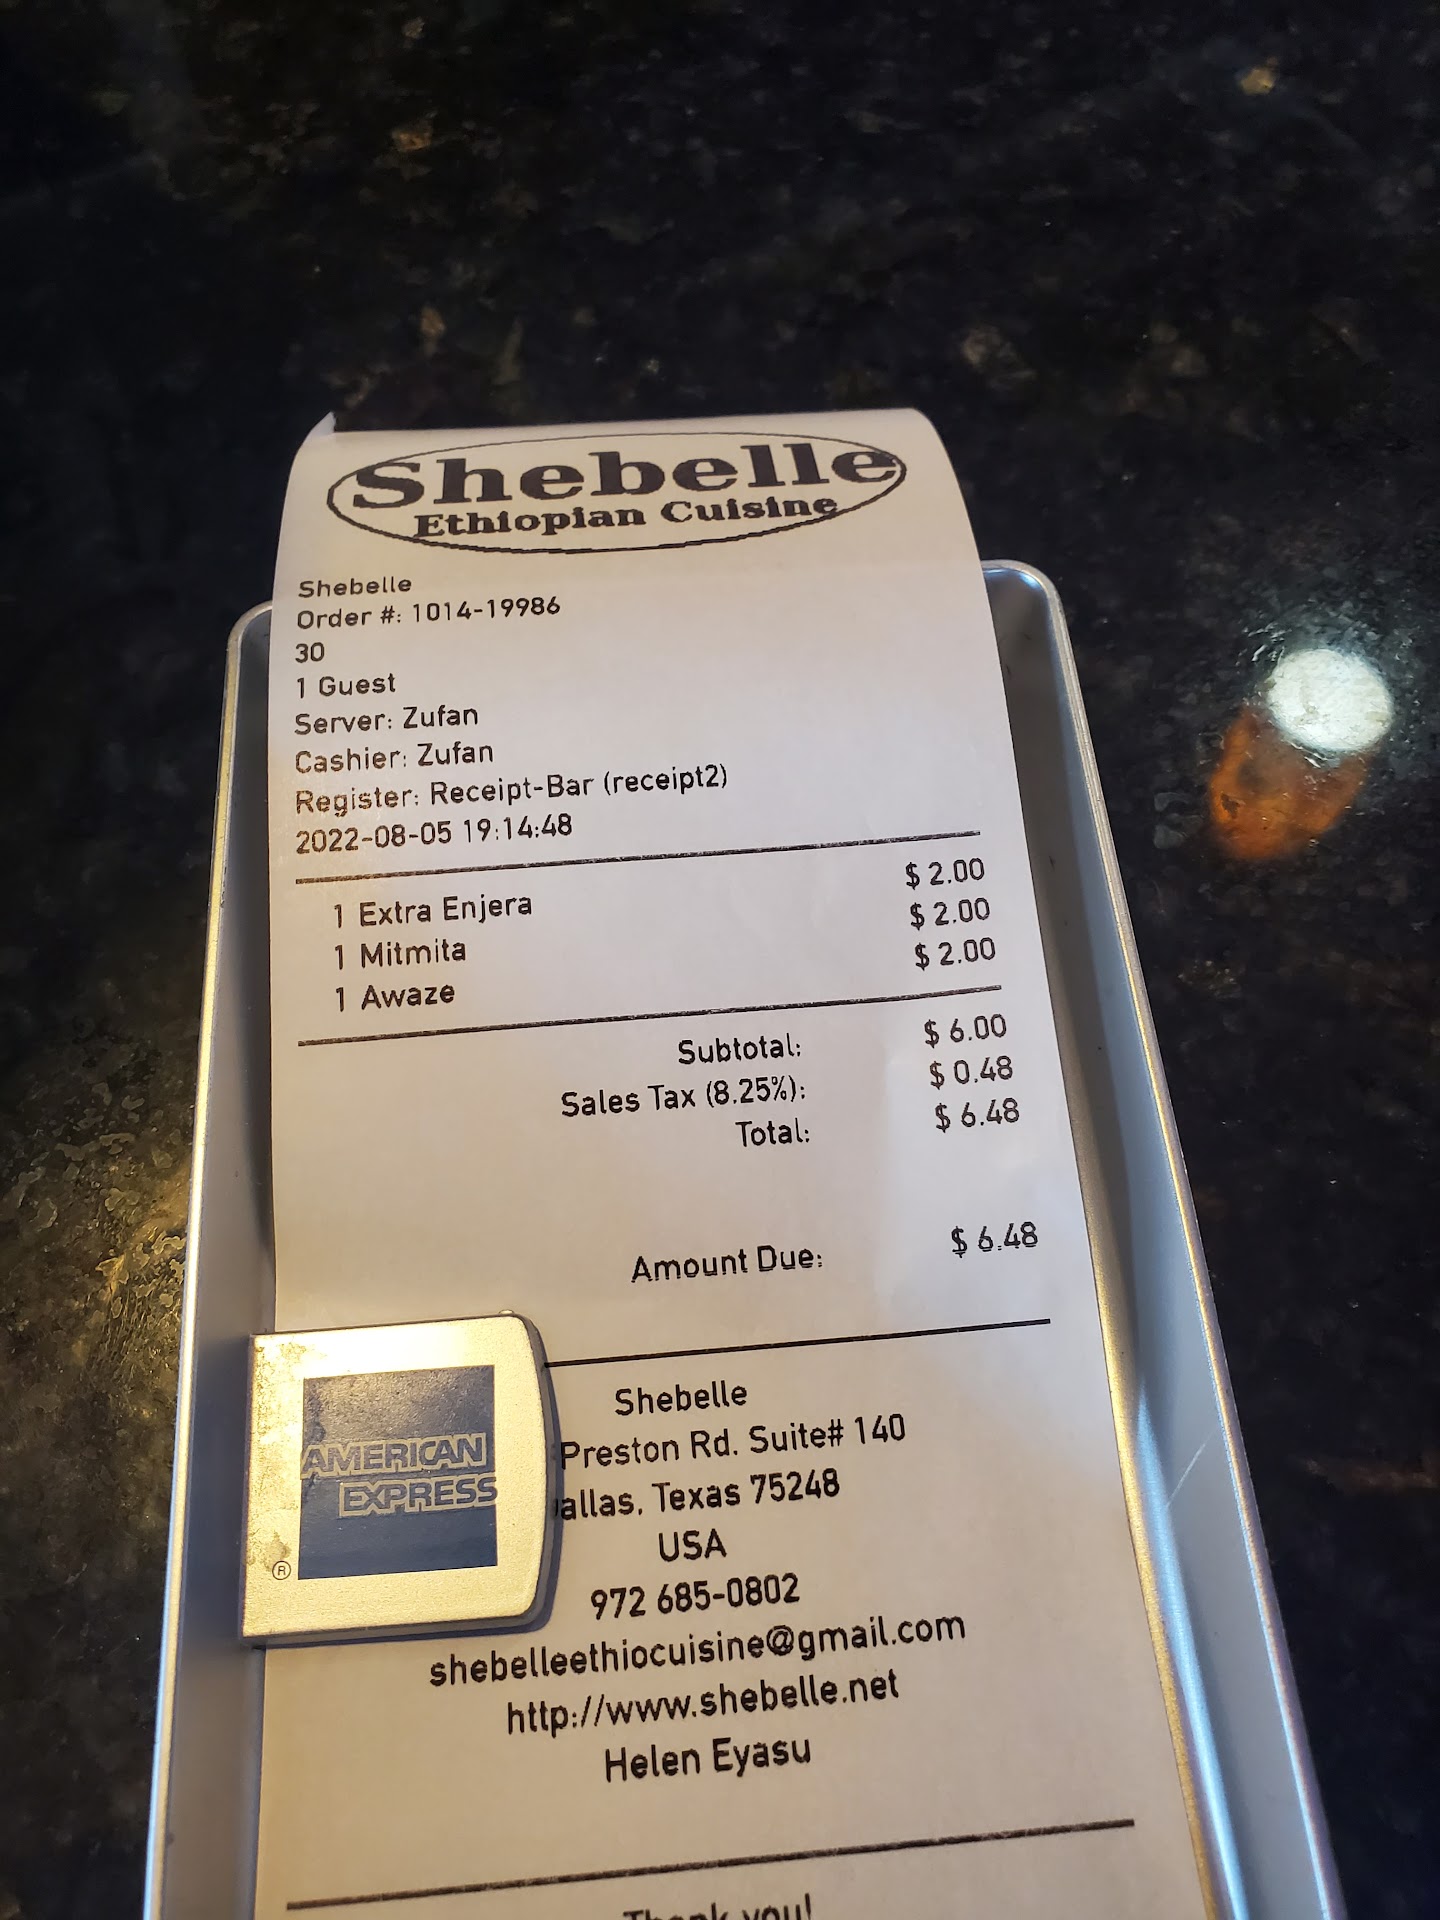 Shebelle
Ethiopian Cuisine
Shebelle
Order #: 1014-19986
30
1 Guest
Server: Zufan
Cashier: Zufan
Register: Receipt-Bar (receipt2)
2022-08-05 19:14:48
1 Extra Enjera $ 2.00
1 Mitmita $ 2.00
1 Awaze $ 2.00
Subtotal: $ 6.00
Sales Tax (8.25%): $ 0.48
Total: $ 6.48
Amount Due: $ 6.48
AMERICAN
EXPRESS
®
Shebelle
Preston Rd. Suite# 140
allas, Texas 75248
USA
972 685-0802
shebelleethiocuisine@gmail.com
http://www.shebelle.net
Helen Eyasu
Thank you!